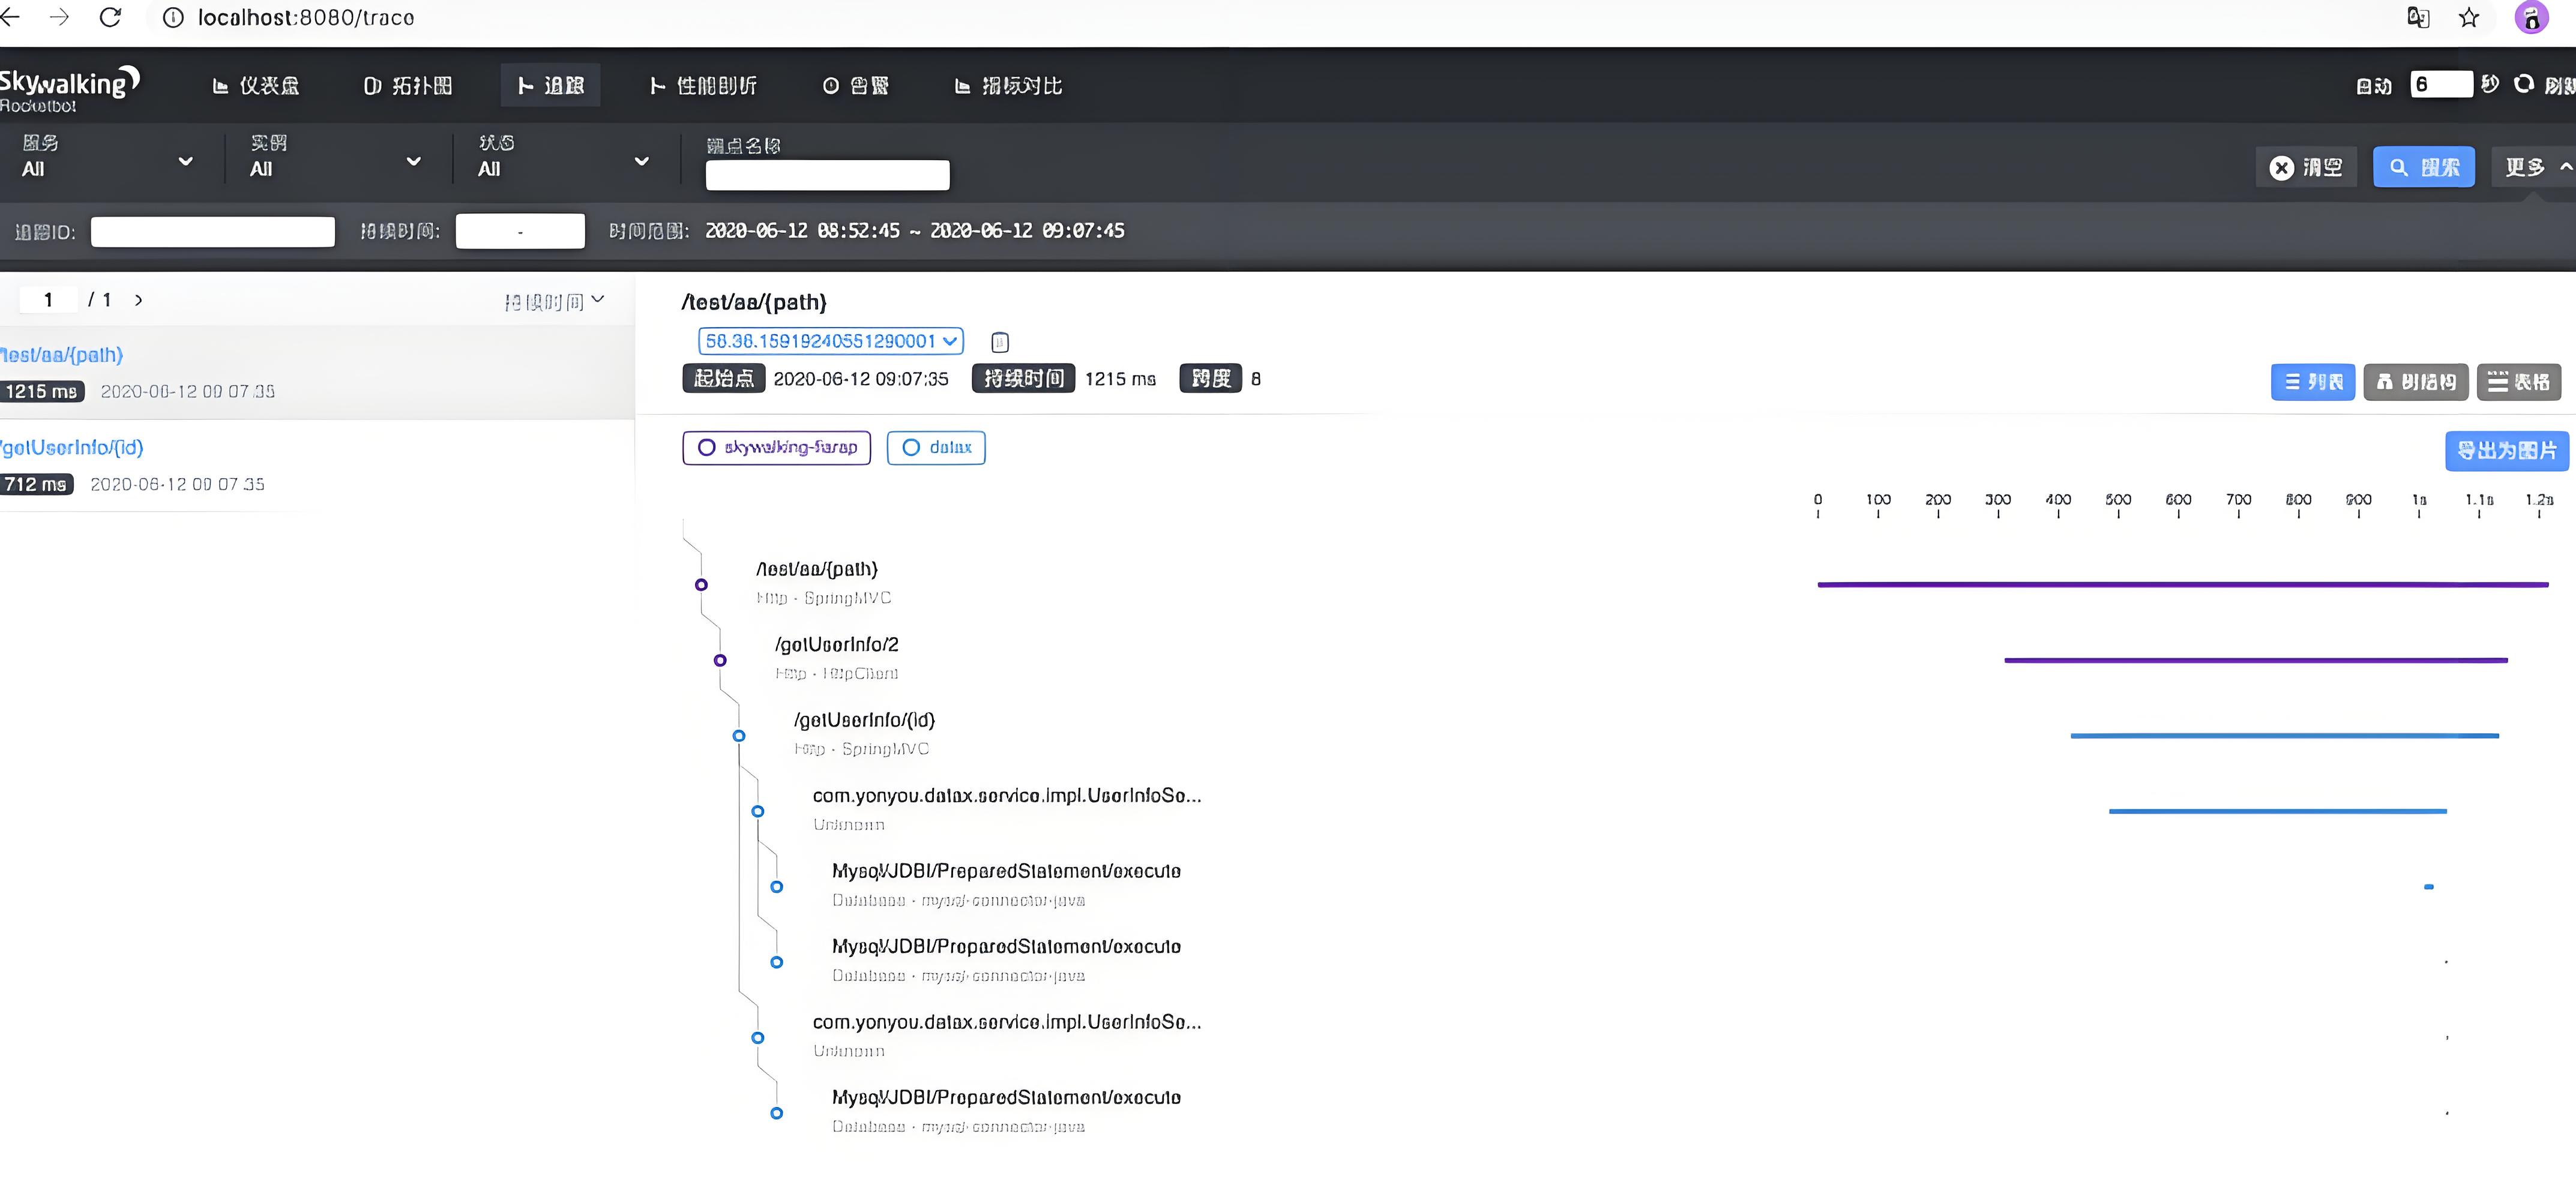 localhost:8080/trace
Skywalking
Rocketbot
仪表盘 拓扑图 追踪 性能剖析 告警 指标对比
自动 6 秒 刷新
服务 实例 状态 端点名称
All All All
清空 搜索 更多
追踪ID: 持续时间: - 时间范围: 2020-06-12 08:52:45 ~ 2020-06-12 09:07:45
1 / 1 持续时间
/test/aa/{path}
1215 ms 2020-06-12 09:07:35
/getUserInfo/{id}
712 ms 2020-06-12 09:07:35
/test/aa/{path}
58.38.15919240551290001
起始点 2020-06-12 09:07:35 持续时间 1215 ms 跨度 8
列表 树结构 表格
datax
导出为图片
0 100 200 300 400 500 600 700 800 900 1s 1.1s 1.2s
/test/aa/{path}
Http - SpringMVC
/getUserInfo/2
Http - HttpClient
/getUserInfo/{id}
Http - SpringMVC
com.yonyou.datax.service.impl.UserInfoSe...
Unknown
Mysql/JDBI/PreparedStatement/execute
Database - mysql-connector-java
Mysql/JDBI/PreparedStatement/execute
Database - mysql-connector-java
com.yonyou.datax.service.impl.UserInfoSe...
Unknown
Mysql/JDBI/PreparedStatement/execute
Database - mysql-connector-java